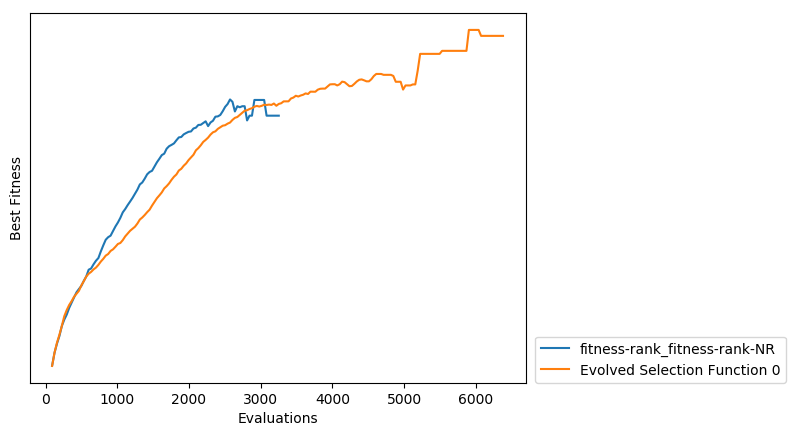 Best Fitness
0
1000
2000
3000
4000
5000
6000
Evaluations
fitness-rank_fitness-rank-NR
Evolved Selection Function 0